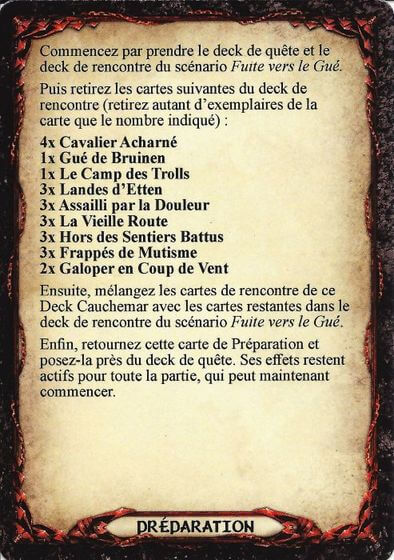 Commencez par prendre le deck de quête et le
deck de rencontre du scénario Fuite vers le Gué.
Puis retirez les cartes suivantes du deck de
rencontre (retirez autant d'exemplaires de la
carte que le nombre indiqué) :
4x Cavalier Acharné
1x Gué de Bruinen
1x Le Camp des Trolls
3x Landes d'Etten
3x Assailli par la Douleur
3x La Vieille Route
3x Hors des Sentiers Battus
3x Frappés de Mutisme
2x Galoper en Coup de Vent
Ensuite, mélangez les cartes de rencontre de ce
Deck Cauchemar avec les cartes restantes dans le
deck de rencontre du scénario Fuite vers le Gué.
Enfin, retournez cette carte de Préparation et
posez-la près du deck de quête. Ses effets restent
actifs pour toute la partie, qui peut maintenant
commencer.
PRÉPARATION